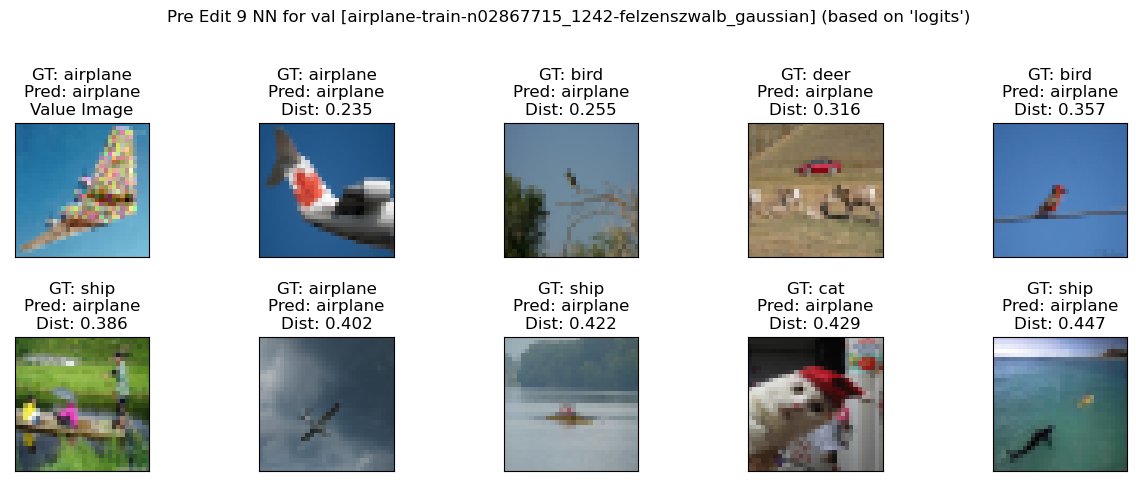 Pre Edit 9 NN for val [airplane-train-n02867715_1242-felzenszwalb_gaussian] (based on 'logits')
GT: airplane
Pred: airplane
Value Image
GT: airplane
Pred: airplane
Dist: 0.235
GT: bird
Pred: airplane
Dist: 0.255
GT: deer
Pred: airplane
Dist: 0.316
GT: bird
Pred: airplane
Dist: 0.357
GT: ship
Pred: airplane
Dist: 0.386
GT: airplane
Pred: airplane
Dist: 0.402
GT: ship
Pred: airplane
Dist: 0.422
GT: cat
Pred: airplane
Dist: 0.429
GT: ship
Pred: airplane
Dist: 0.447